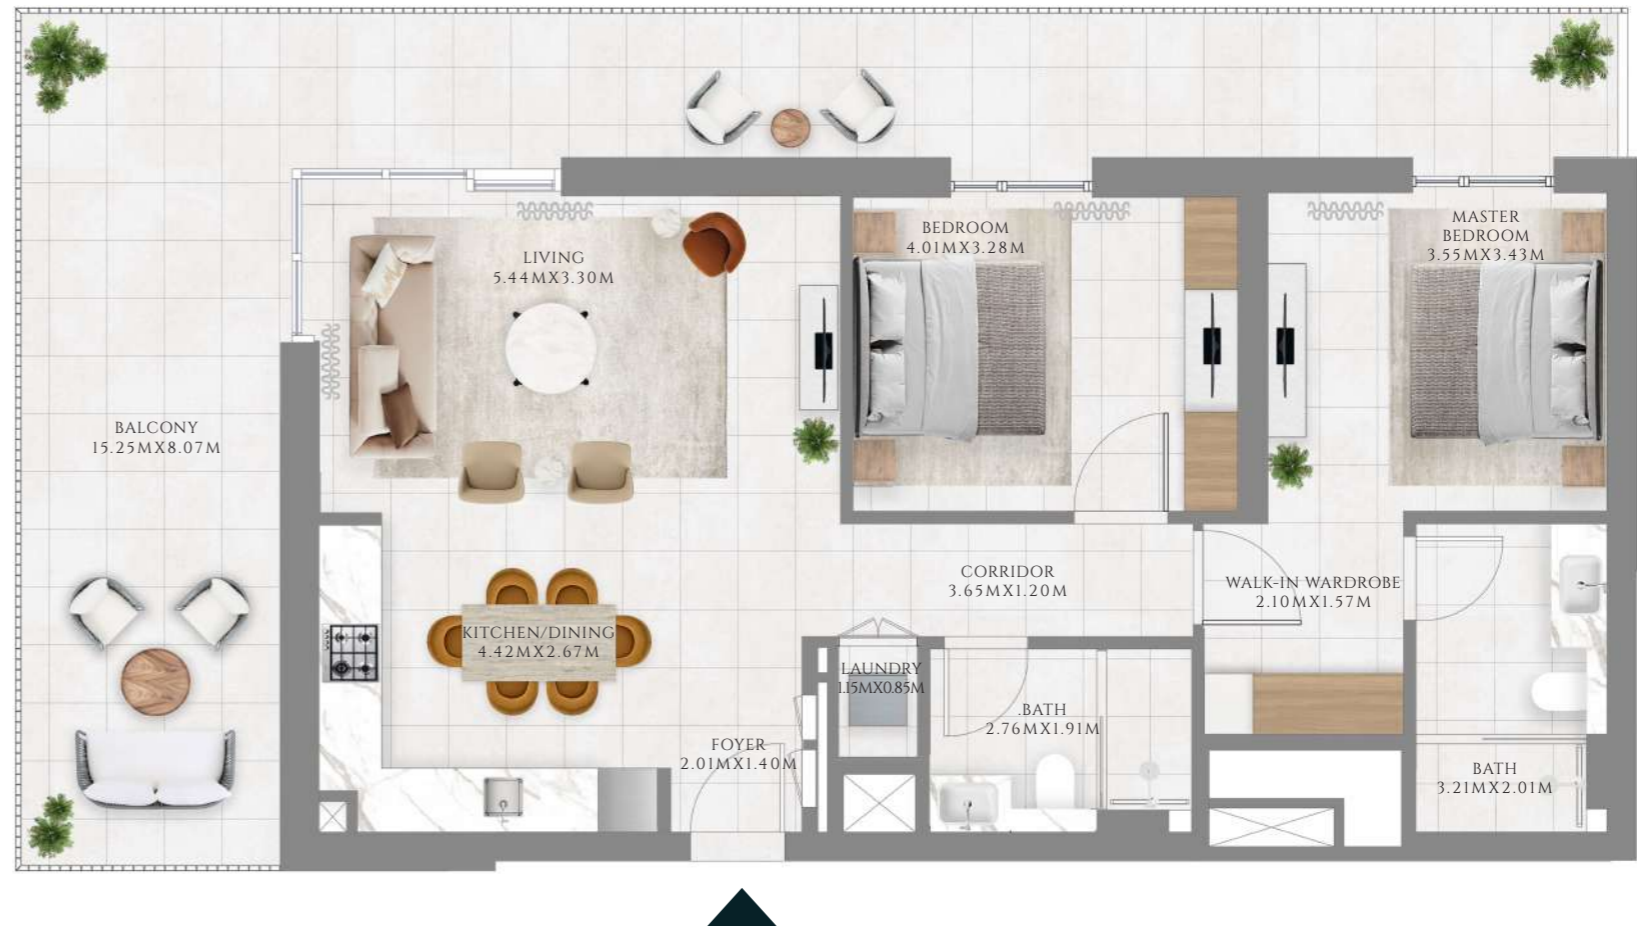 BEDROOM
4.01MX3.28M
MASTER
BEDROOM
3.55MX3.43M
LIVING
5.44MX3.30M
BALCONY
15.25MX8.07M
CORRIDOR
3.65MX1.20M
WALK-IN WARDROBE
2.10MX1.57M
KITCHEN/DINING
4.42MX2.67M
LAUNDRY
1.15MX0.85M
.BATH
2.76MX1.91M
FOYER
2.01MX1.40M
BATH
3.21MX2.01M